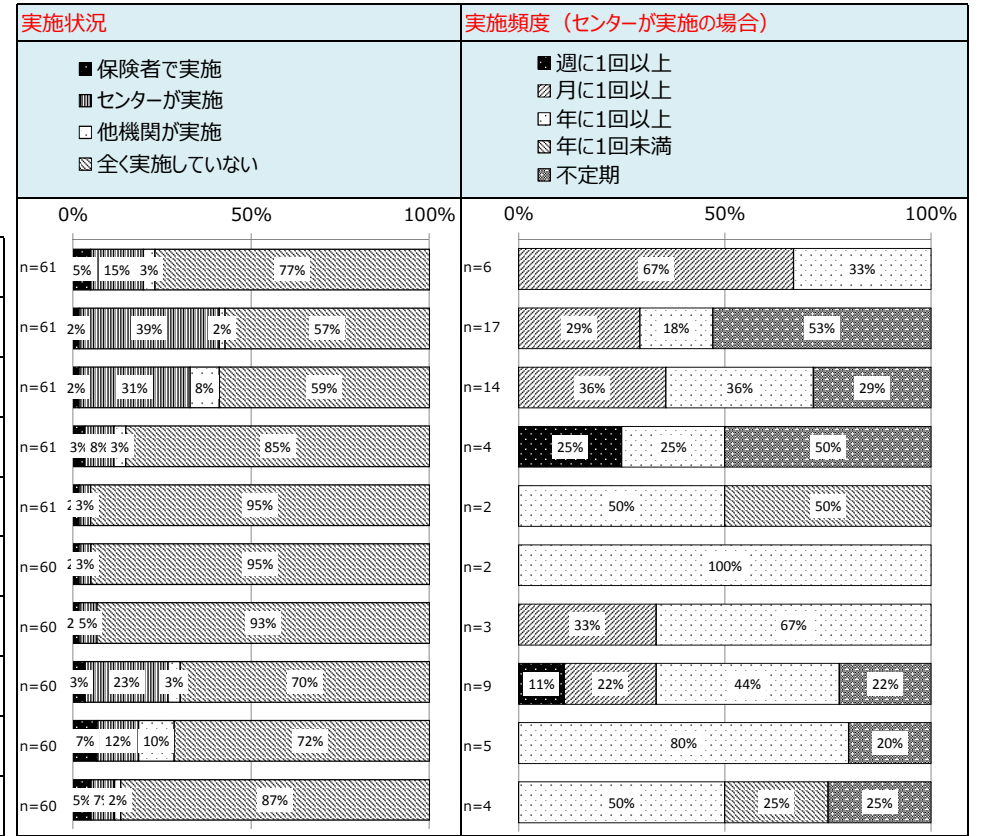 実施状況
実施頻度（センターが実施の場合）
■保険者で実施
センターが実施
他機関が実施
全く実施していない
■週に1回以上
月に1回以上
年に1回以上
年に1回未満
不定期
0% 50% 100%
0% 50% 100%
n=61 5% 15% 3% 77%
n=6 67% 33%
n=61 2% 39% 2% 57%
n=17 29% 18% 53%
n=61 2% 31% 8% 59%
n=14 36% 36% 29%
n=61 3% 8% 3% 85%
n=4 25% 25% 50%
n=61 2 3% 95%
n=2 50% 50%
n=60 2 3% 95%
n=2 100%
n=60 2 5% 93%
n=3 33% 67%
n=60 3% 23% 3% 70%
n=9 11% 22% 44% 22%
n=60 7% 12% 10% 72%
n=5 80% 20%
n=60 5% 7% 2% 87%
n=4 50% 25% 25%